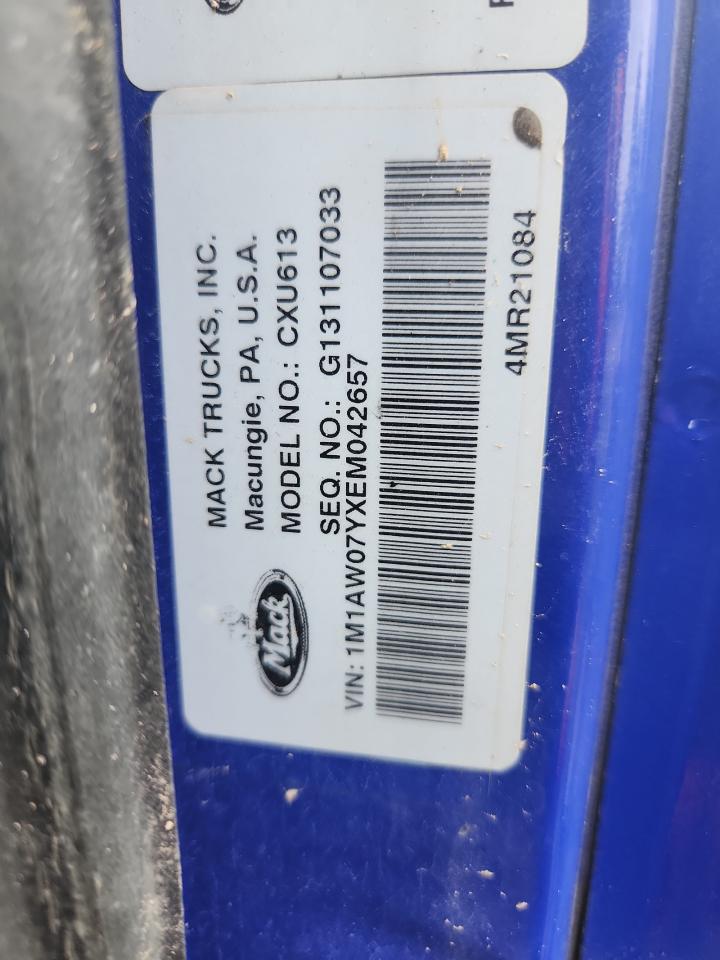 MACK TRUCKS, INC.
Macungie, PA, U.S.A.
MODEL NO.: CXU613
SEQ. NO.: G131107033
Mack
VIN: 1M1AW07YXEM042657
4MR21084